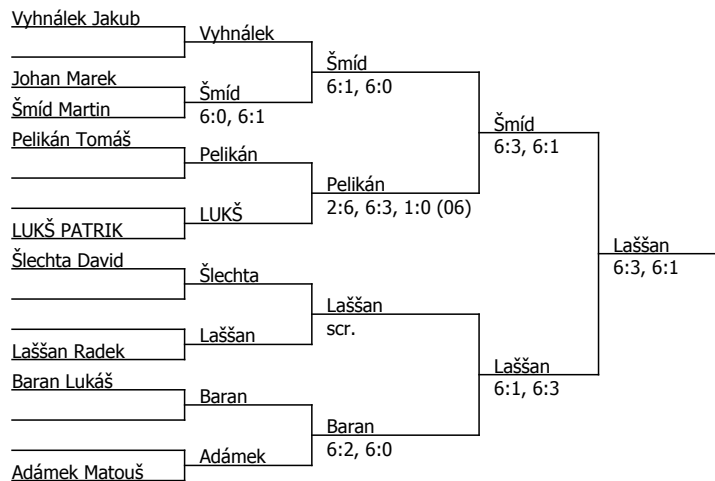 Vyhnálek Jakub
Vyhnálek
Šmíd
6:1, 6:0
Johan Marek
Šmíd
6:0, 6:1
Šmíd Martin
Šmíd
6:3, 6:1
Pelikán Tomáš
Pelikán
Pelikán
2:6, 6:3, 1:0 (06)
LUKŠ
LUKŠ PATRIK
Laššan
6:3, 6:1
Šlechta David
Šlechta
Laššan
scr.
Laššan
Laššan Radek
Laššan
6:1, 6:3
Baran Lukáš
Baran
Baran
6:2, 6:0
Adámek
Adámek Matouš